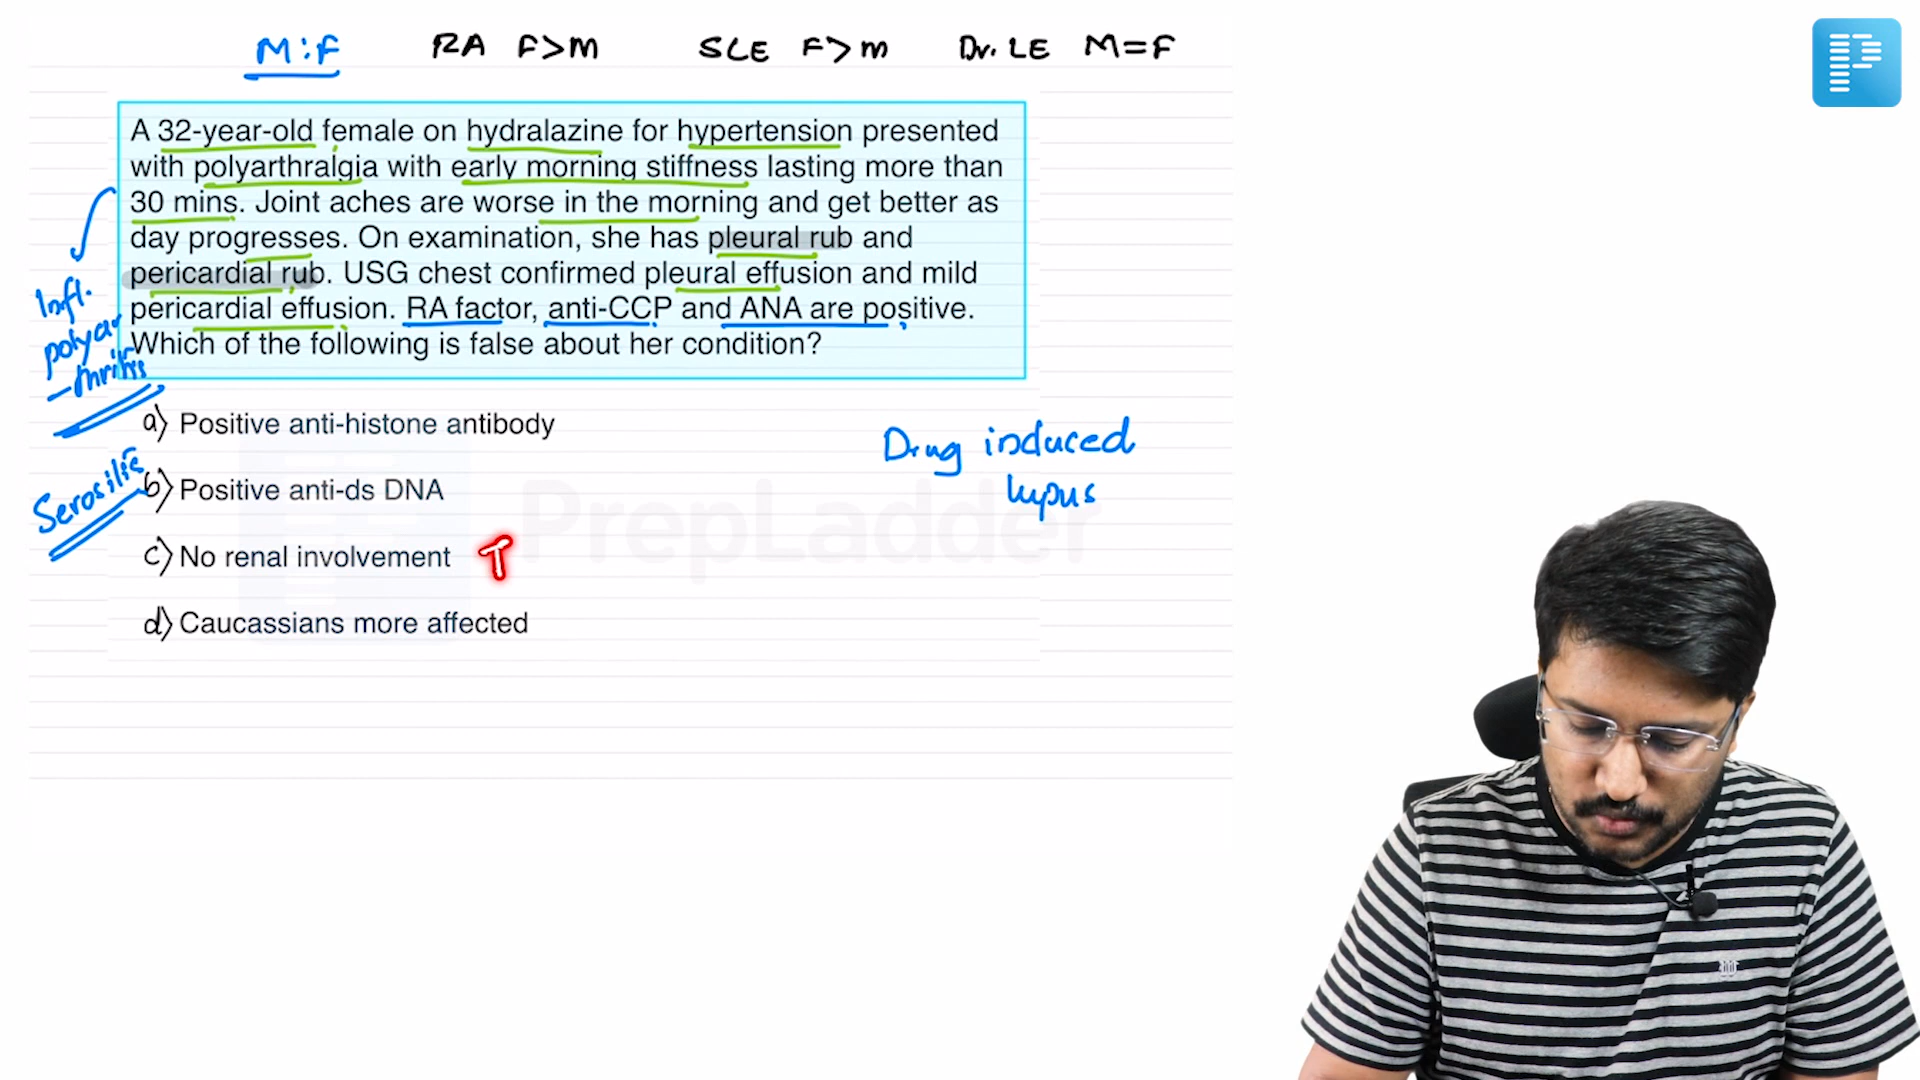 M:F RA F>M SLE F>M Dr. LE M=F
A 32-year-old female on hydralazine for hypertension presented
with polyarthralgia with early morning stiffness lasting more than
30 mins. Joint aches are worse in the morning and get better as
day progresses. On examination, she has pleural rub and
pericardial rub. USG chest confirmed pleural effusion and mild
pericardial effusion. RA factor, anti-CCP and ANA are positive.
Which of the following is false about her condition?
Infl.
polyar
-thritis
Serositis
a) Positive anti-histone antibody
b) Positive anti-ds DNA
c) No renal involvement T
d) Caucassians more affected
Drug induced
lupus
PrepLadder